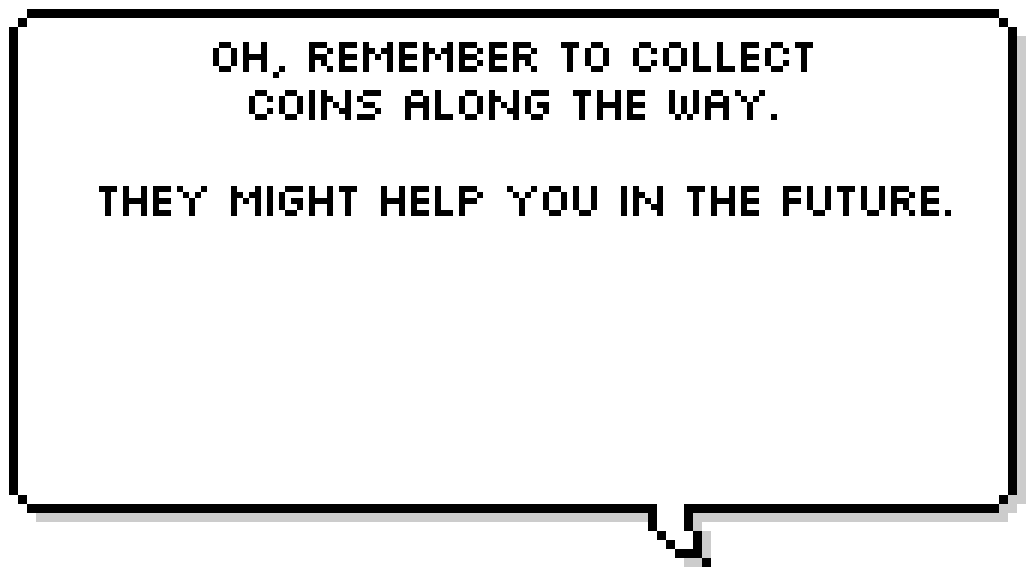 OH, REMEMBER TO COLLECT
COINS ALONG THE WAY.
THEY MIGHT HELP YOU IN THE FUTURE.